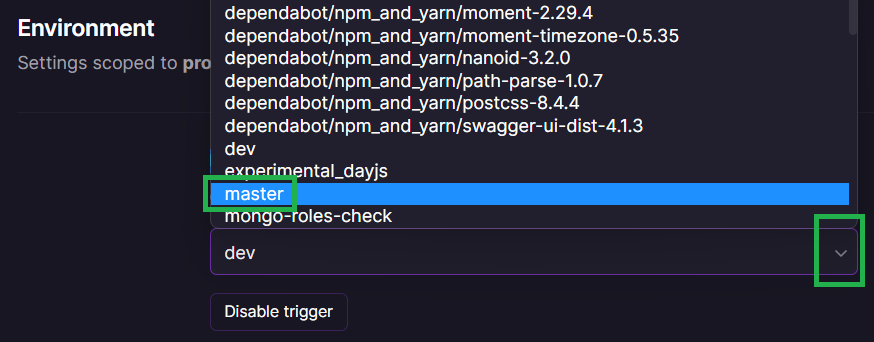 Environment
Settings scoped to pro
dependabot/npm_and_yarn/moment-2.29.4
dependabot/npm_and_yarn/moment-timezone-0.5.35
dependabot/npm_and_yarn/nanoid-3.2.0
dependabot/npm_and_yarn/path-parse-1.0.7
dependabot/npm_and_yarn/postcss-8.4.4
dependabot/npm_and_yarn/swagger-ui-dist-4.1.3
dev
experimental_dayjs
master
mongo-roles-check
dev
Disable trigger